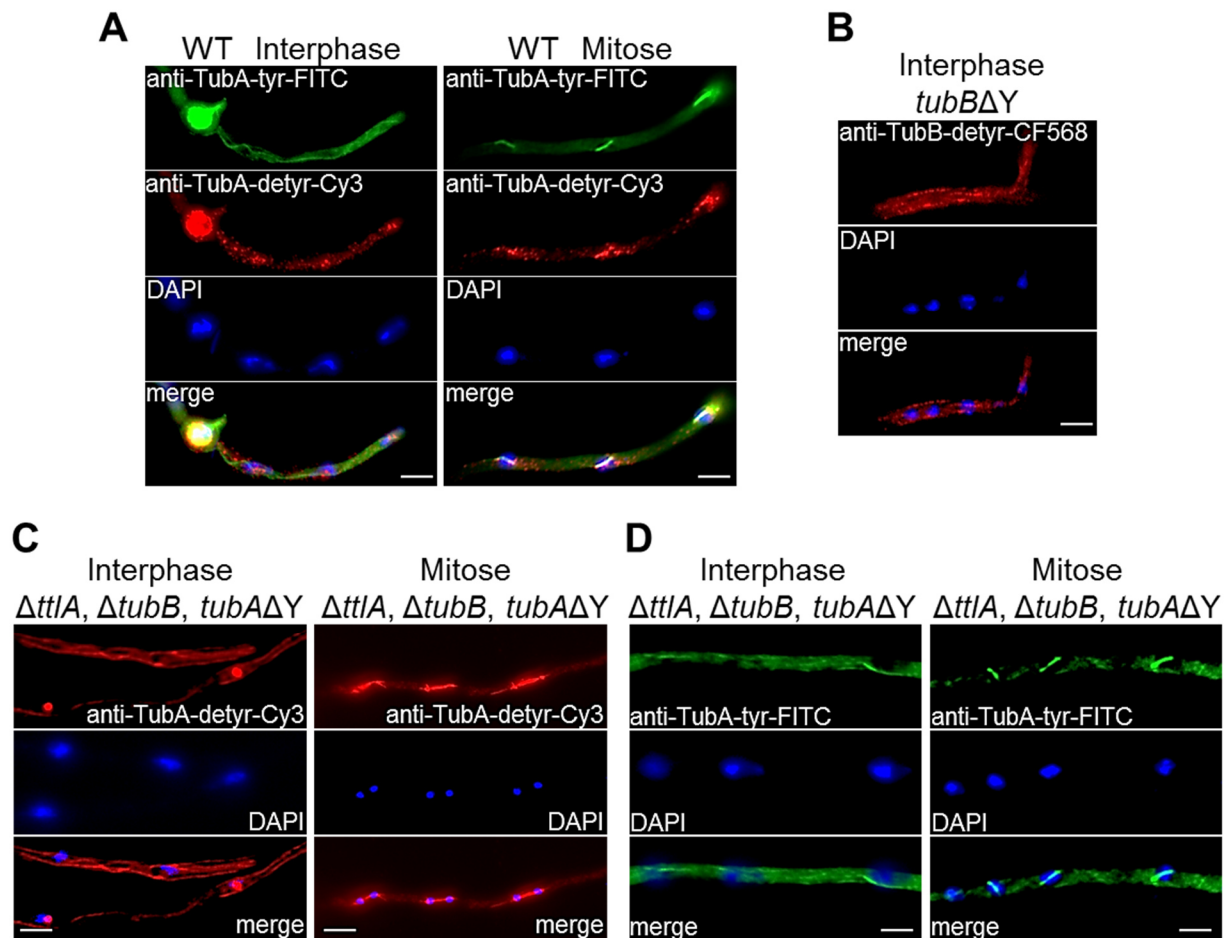 A
WT Interphase
WT Mitose
anti-TubA-tyr-FITC
anti-TubA-tyr-FITC
anti-TubA-detyr-Cy3
anti-TubA-detyr-Cy3
DAPI
DAPI
merge
merge
B
Interphase
tubBΔY
anti-TubB-detyr-CF568
DAPI
merge
C
Interphase
Mitose
ΔttlA, ΔtubB, tubAΔY
ΔttlA, ΔtubB, tubAΔY
anti-TubA-detyr-Cy3
anti-TubA-detyr-Cy3
DAPI
DAPI
merge
merge
D
Interphase
Mitose
ΔttlA, ΔtubB, tubAΔY
ΔttlA, ΔtubB, tubAΔY
anti-TubA-tyr-FITC
anti-TubA-tyr-FITC
DAPI
DAPI
merge
merge